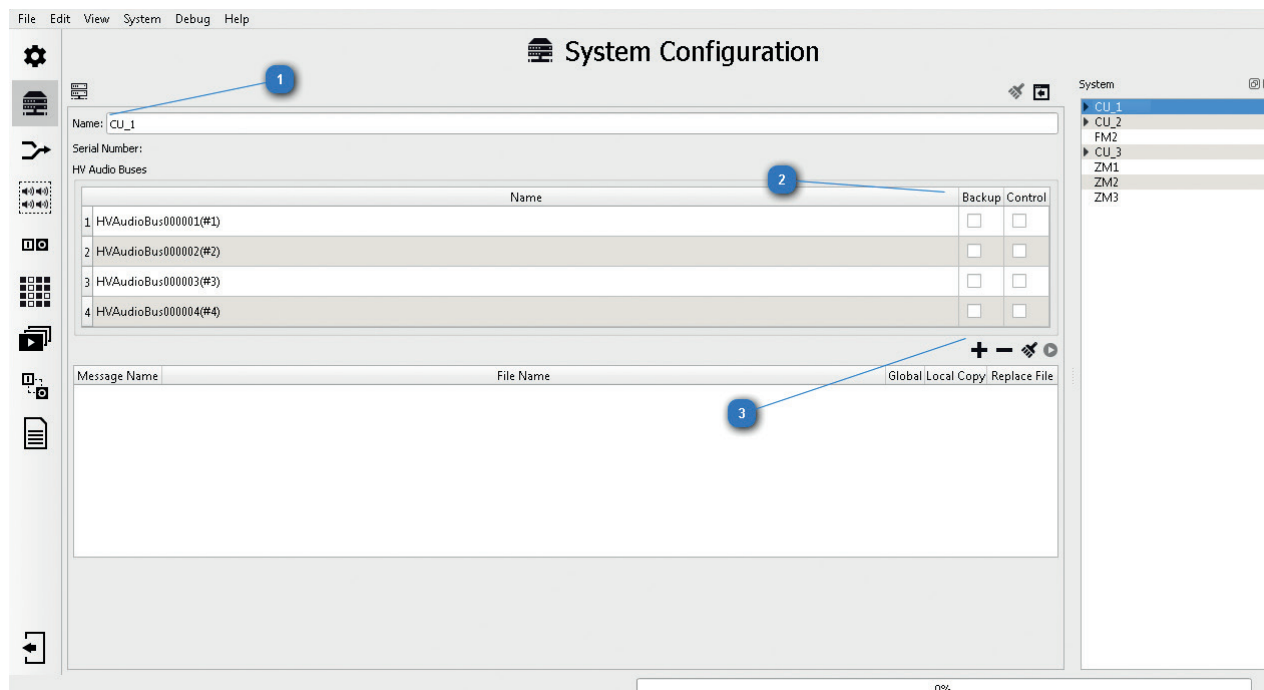 File Edit View System Debug Help
System Configuration
1
System
Name: CU_1
CU_1
CU_2
FM2
CU_3
ZM1
ZM2
ZM3
Serial Number:
HV Audio Buses
2
Name Backup Control
1 HVAudioBus000001(#1)
2 HVAudioBus000002(#2)
3 HVAudioBus000003(#3)
4 HVAudioBus000004(#4)
Message Name File Name Global Local Copy Replace File
3
0%